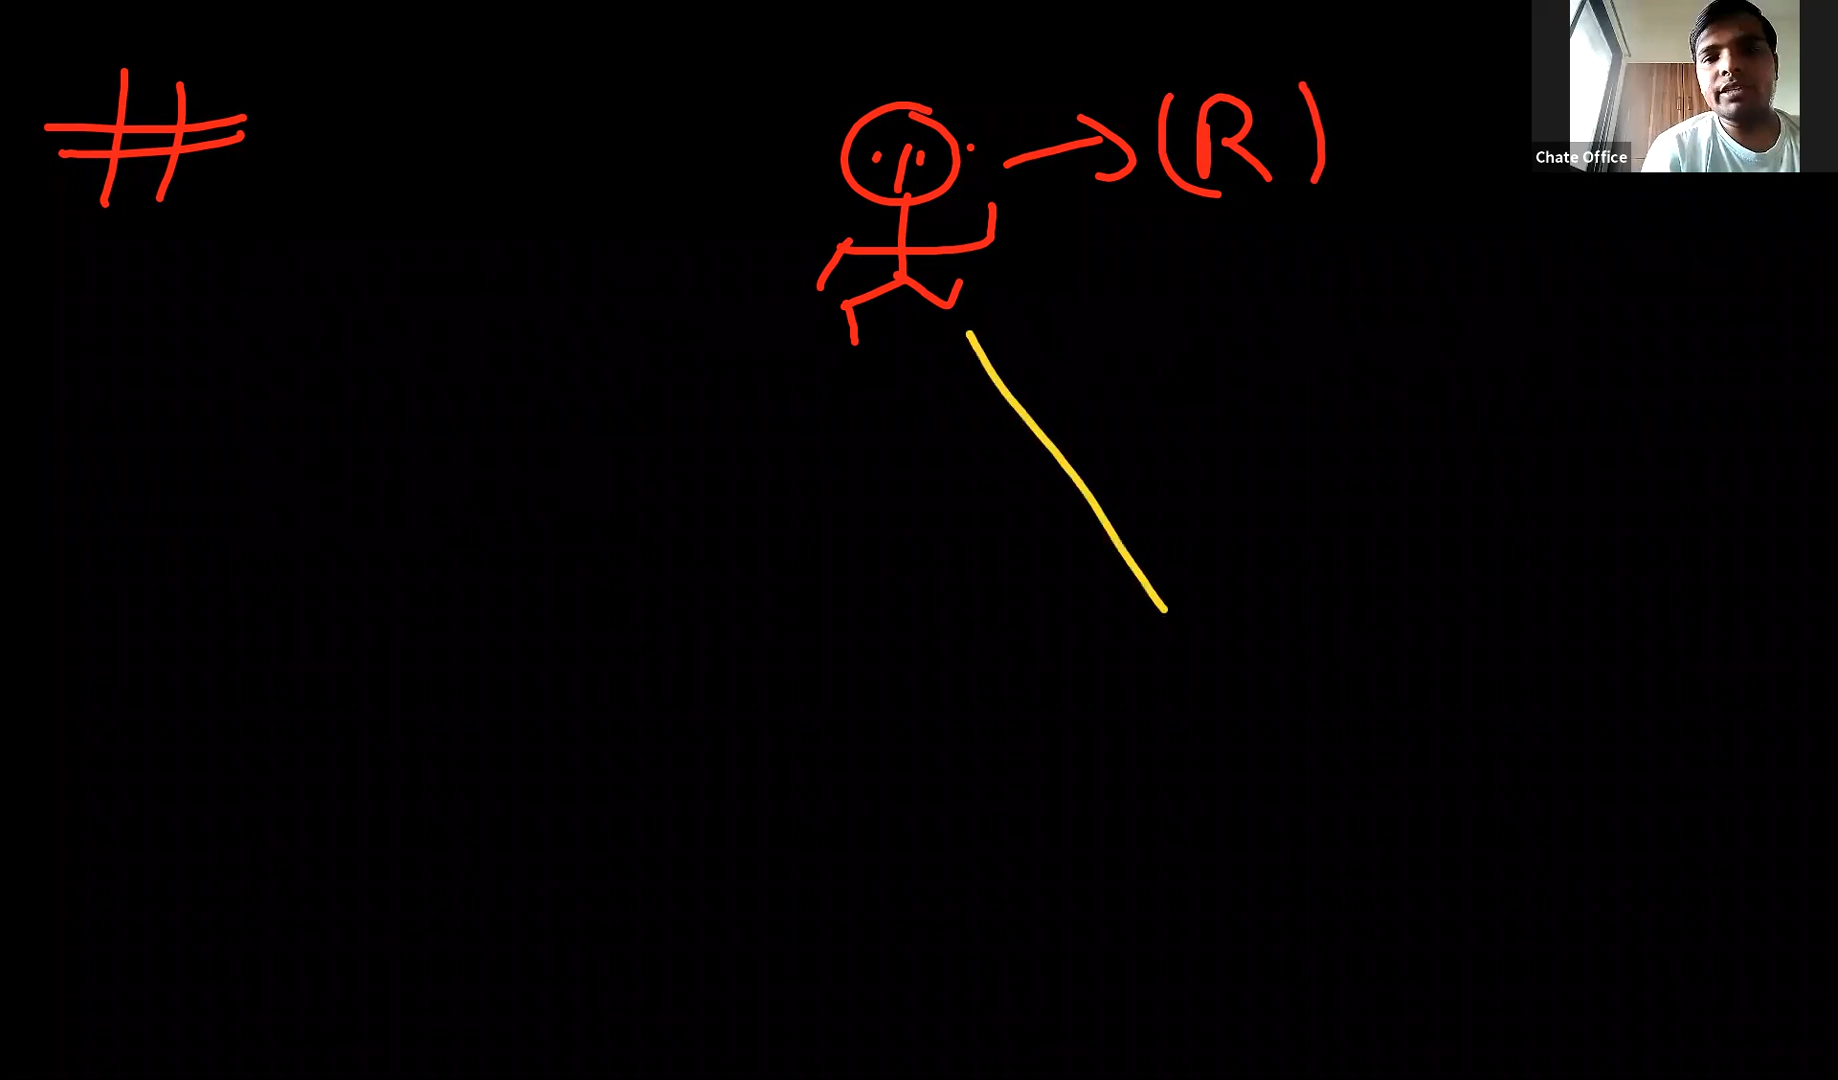 #
→ (R)
Chate Office